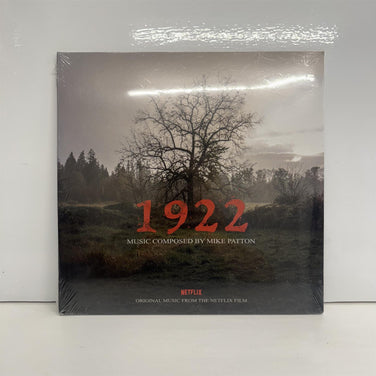 1922
MUSIC COMPOSED BY MIKE PATTON
NETFLIX
ORIGINAL MUSIC FROM THE NETFLIX FILM